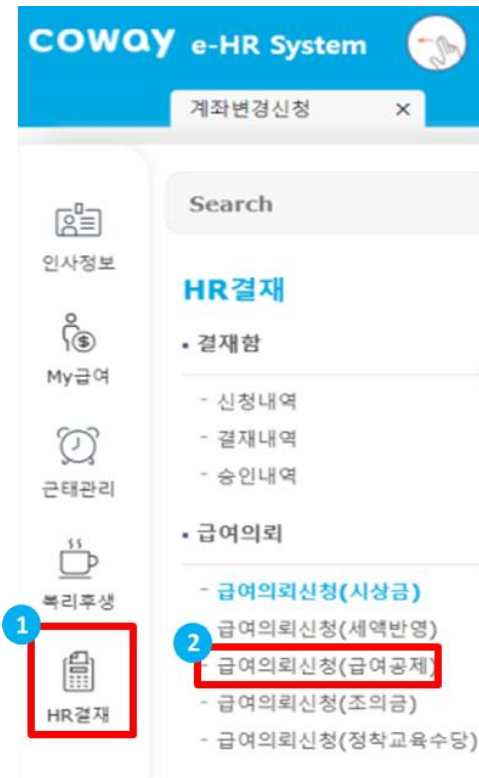 coway e-HR System
계좌변경신청 ×
Search
인사정보
HR결재
• 결재함
My급여
- 신청내역
- 결재내역
근태관리
- 승인내역
• 급여의뢰
복리후생
- 급여의뢰신청(시상금)
1
- 급여의뢰신청(세액반영)
2
- 급여의뢰신청(급여공제)
HR결재
- 급여의뢰신청(조의금)
- 급여의뢰신청(정착교육수당)